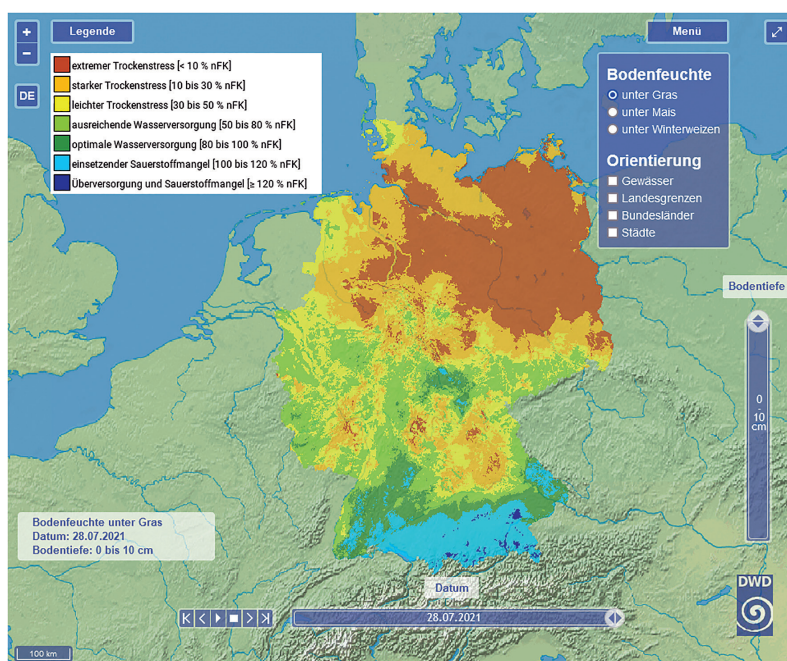 +
−
DE
Legende
extremer Trockenstress [< 10 % nFK]
starker Trockenstress [10 bis 30 % nFK]
leichter Trockenstress [30 bis 50 % nFK]
ausreichende Wasserversorgung [50 bis 80 % nFK]
optimale Wasserversorgung [80 bis 100 % nFK]
einsetzender Sauerstoffmangel [100 bis 120 % nFK]
Überversorgung und Sauerstoffmangel [≥ 120 % nFK]
Menü
Bodenfeuchte
unter Gras
unter Mais
unter Winterweizen
Orientierung
Gewässer
Landesgrenzen
Bundesländer
Städte
Bodentiefe
0
-
10
cm
Bodenfeuchte unter Gras
Datum: 28.07.2021
Bodentiefe: 0 bis 10 cm
Datum
28.07.2021
DWD
100 km